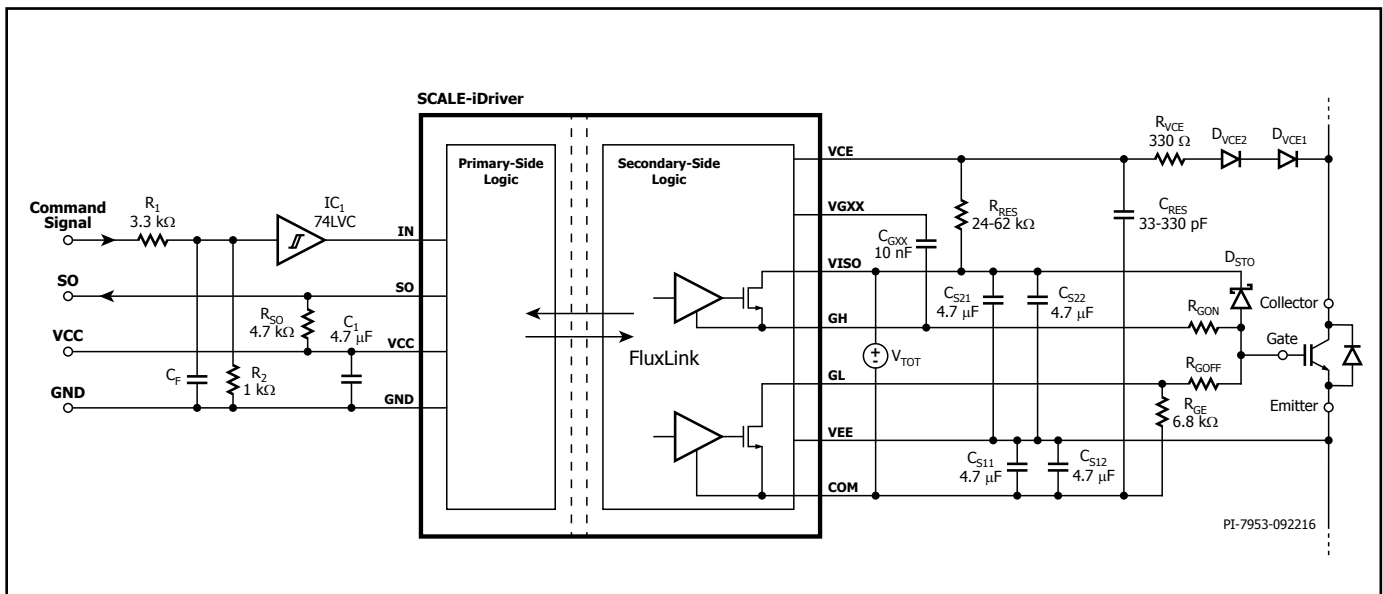 SCALE-iDriver
Primary-Side
Logic
Secondary-Side
Logic
FluxLink
Command
Signal
R1
3.3 kΩ
IC1
74LVC
IN
SO
SO
RSO
4.7 kΩ
C1
4.7 μF
VCC
VCC
CF
R2
1 kΩ
GND
GND
VCE
VGXX
VISO
GH
GL
VEE
COM
RVCE
330 Ω
DVCE2
DVCE1
RRES
24-62 kΩ
CRES
33-330 pF
CGXX
10 nF
DSTO
CS21
4.7 μF
CS22
4.7 μF
RGON
Collector
Gate
VTOT
RGOFF
RGE
6.8 kΩ
Emitter
CS11
4.7 μF
CS12
4.7 μF
PI-7953-092216